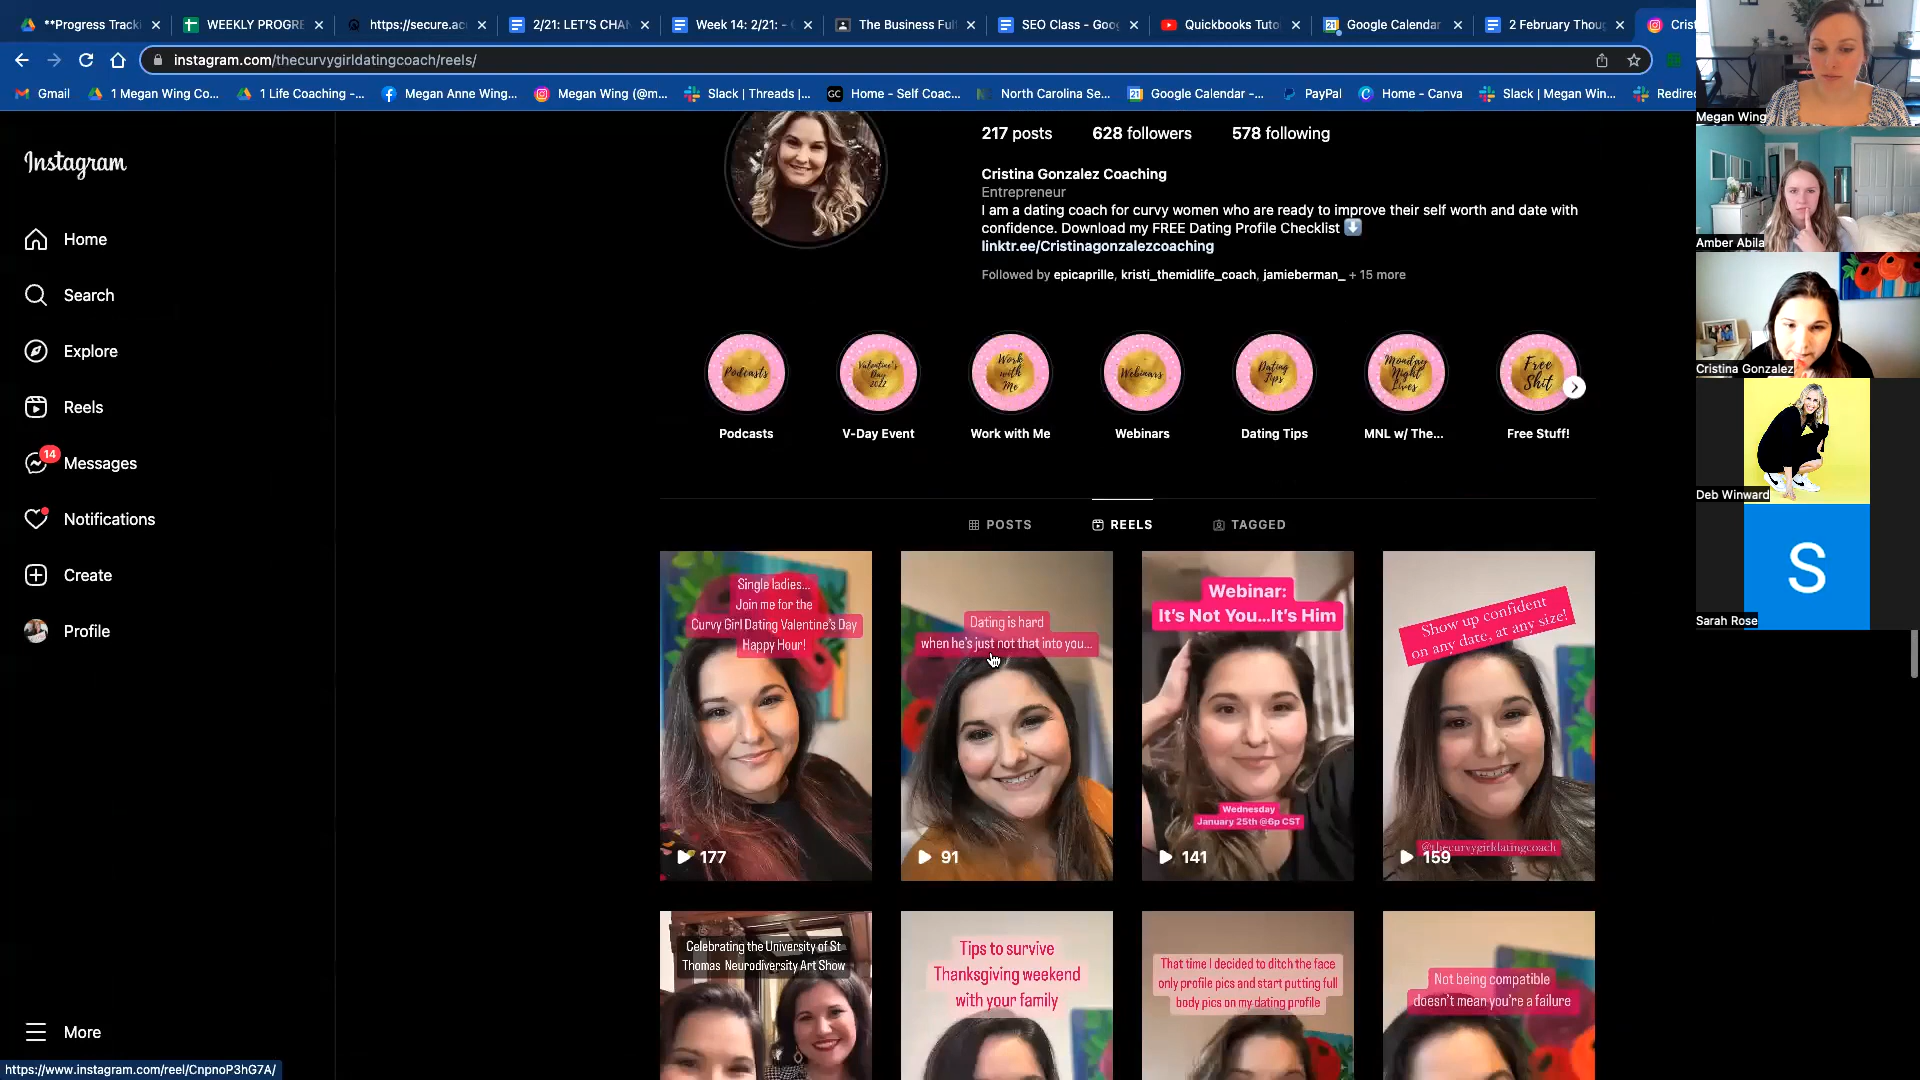 **Progress Tracki
WEEKLY PROGRE
https://secure.ac
2/21: LET'S CHAN
Week 14: 2/21: -
The Business Ful
SEO Class - Goo
Quickbooks Tuto
Google Calendar
2 February Thou
Cris
instagram.com/thecurvygirldatingcoach/reels/
Gmail
1 Megan Wing Co...
1 Life Coaching -...
Megan Anne Wing...
Megan Wing (@m...
Slack | Threads |...
Home - Self Coac...
North Carolina Se...
Google Calendar -...
PayPal
Home - Canva
Slack | Megan Win...
Redirec
Instagram
Home
Search
Explore
Reels
14
Messages
Notifications
Create
Profile
More
https://www.instagram.com/reel/CnpnoP3hG7A/
217 posts
628 followers
578 following
Cristina Gonzalez Coaching
Entrepreneur
I am a dating coach for curvy women who are ready to improve their self worth and date with
confidence. Download my FREE Dating Profile Checklist ⬇️
linktr.ee/Cristinagonzalezcoaching
Followed by epicaprille, kristi_themidlife_coach, jamieberman_ + 15 more
Podcasts
Valentine's
Day
2022
Work
with
Me
Webinars
Dating
Tips
Monday
Night
Lives
Free
Shit
Podcasts
V-Day Event
Work with Me
Webinars
Dating Tips
MNL w/ The...
Free Stuff!
POSTS
REELS
TAGGED
Single ladies...
Join me for the
Curvy Girl Dating Valentine's Day
Happy Hour!
177
Dating is hard
when he's just not that into you...
91
Webinar:
It's Not You...It's Him
Wednesday
January 25th @6p CST
141
Show up confident
on any date, at any size!
@thecurvygirldatingcoach
159
Celebrating the University of St
Thomas Neurodiversity Art Show
Tips to survive
Thanksgiving weekend
with your family
That time I decided to ditch the face
only profile pics and start putting full
body pics on my dating profile
Not being compatible
doesn't mean you're a failure
Megan Wing
Amber Abila
Cristina Gonzalez
Deb Winward
S
Sarah Rose